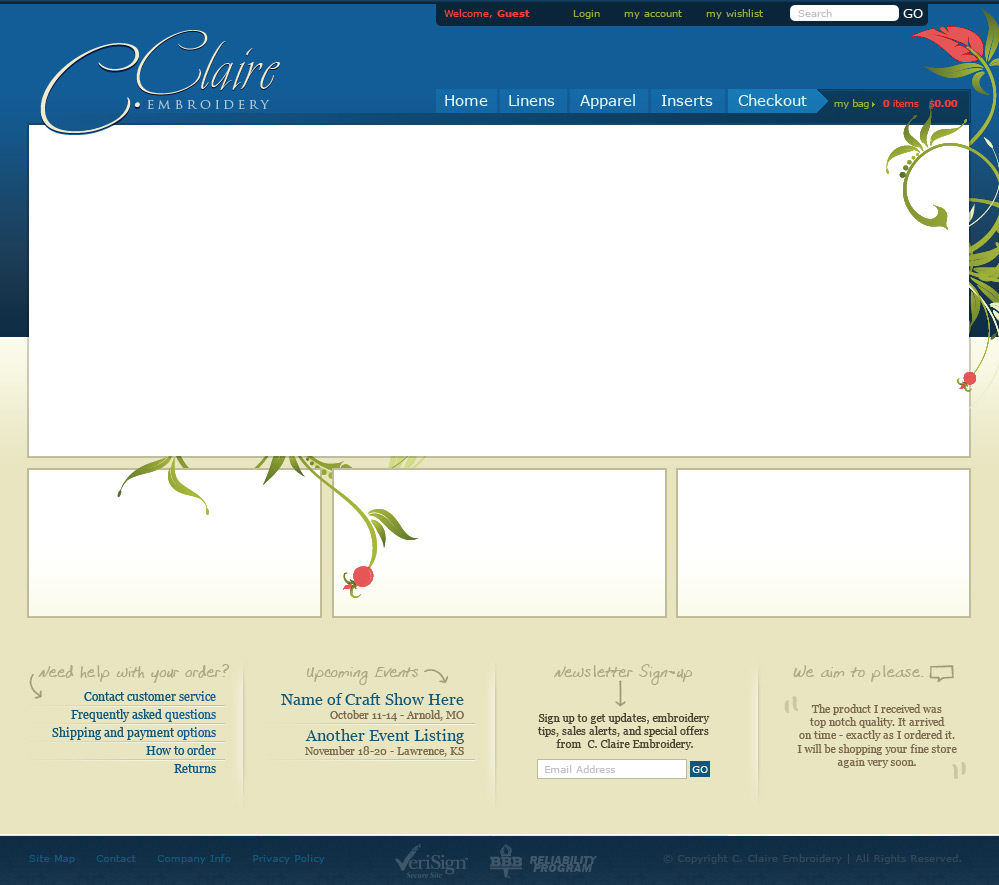 Welcome, Guest
Login
my account
my wishlist
Search
GO
C. Claire
EMBROIDERY
Home
Linens
Apparel
Inserts
Checkout
my bag
0 items
$0.00
Need help with your order?
Contact customer service
Frequently asked questions
Shipping and payment options
How to order
Returns
Upcoming Events
Name of Craft Show Here
October 11-14 - Arnold, MO
Another Event Listing
November 18-20 - Lawrence, KS
Newsletter Sign-up
Sign up to get updates, embroidery
tips, sales alerts, and special offers
from C. Claire Embroidery.
Email Address
GO
We aim to please.
The product I received was
top notch quality. It arrived
on time - exactly as I ordered it.
I will be shopping your fine store
again very soon.
Site Map
Contact
Company Info
Privacy Policy
VeriSign
Secure Site
BBB
RELIABILITY
PROGRAM
© Copyright C. Claire Embroidery | All Rights Reserved.